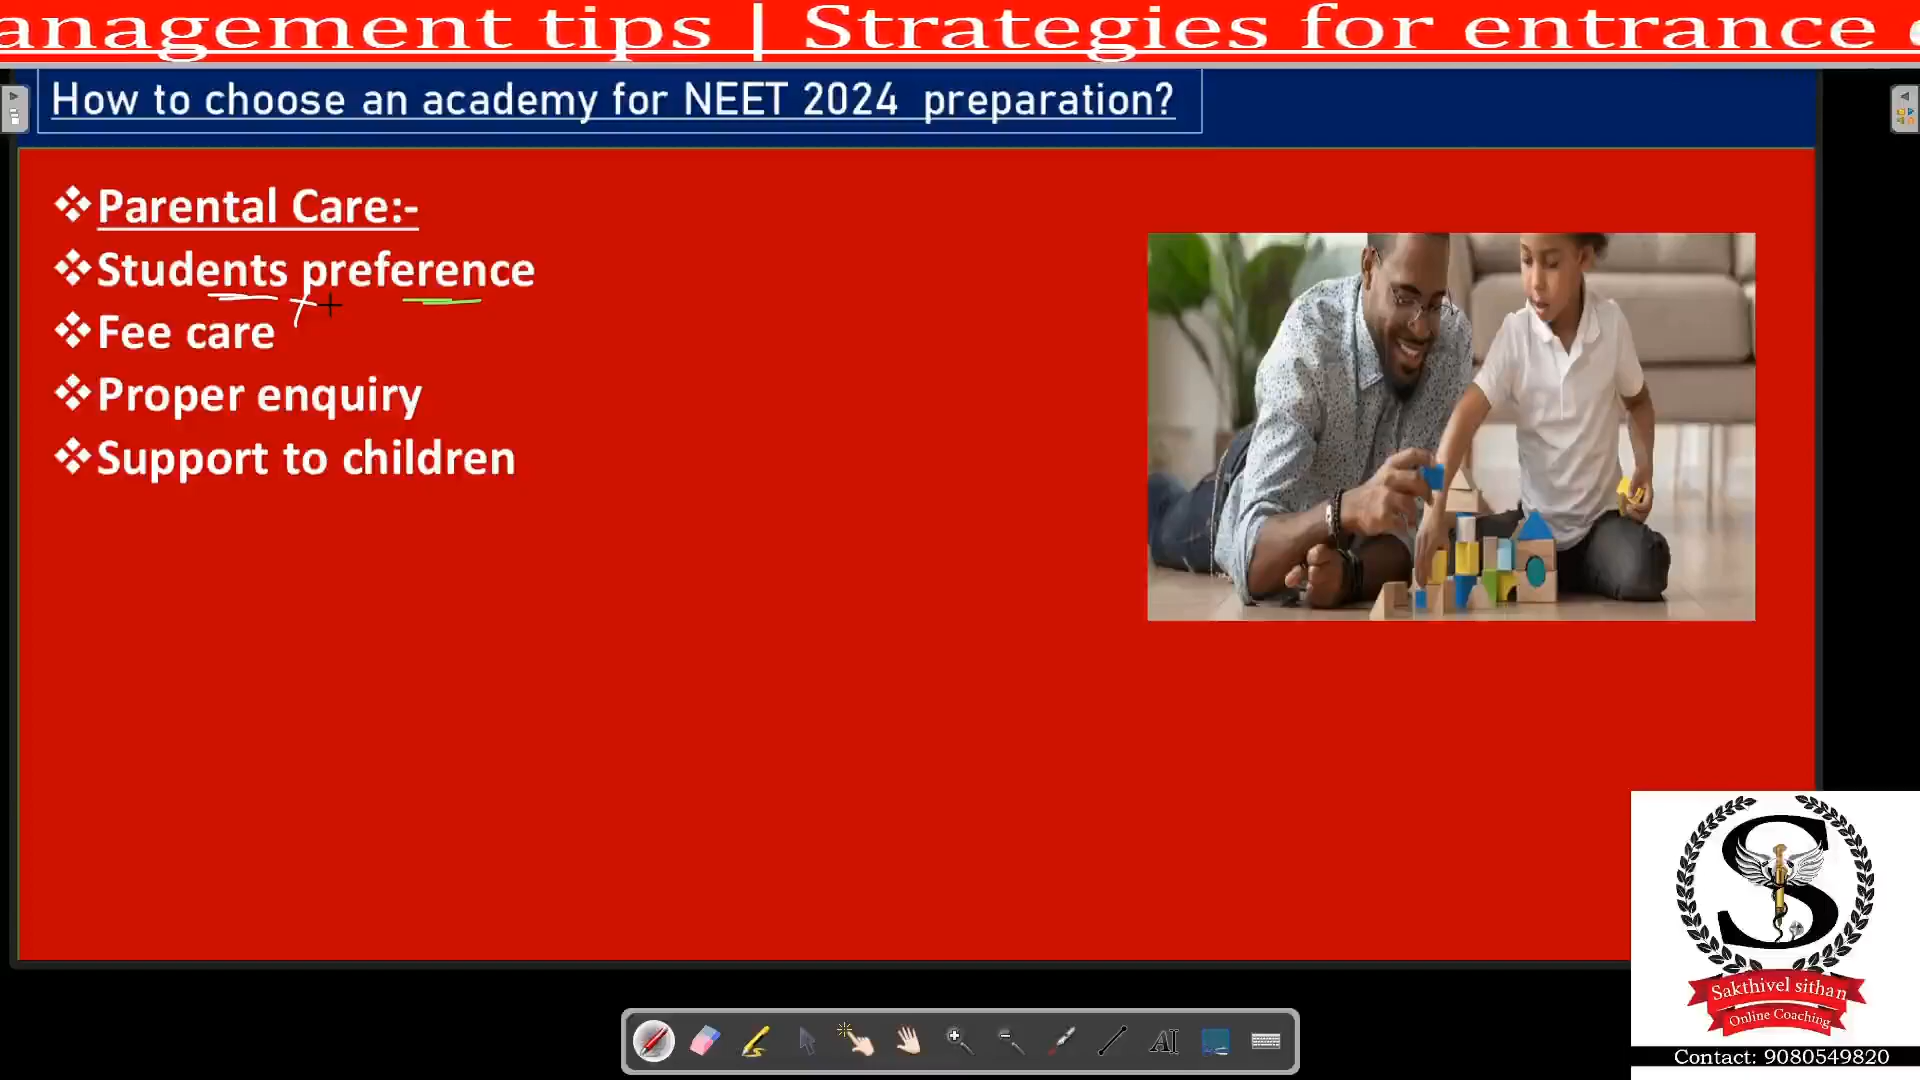 anagement tips | Strategies for entrance
How to choose an academy for NEET 2024 preparation?
❖Parental Care:-
❖Students preference
❖Fee care
❖Proper enquiry
❖Support to children
S
Sakthivel sithan
Online Coaching
Contact: 9080549820
AI